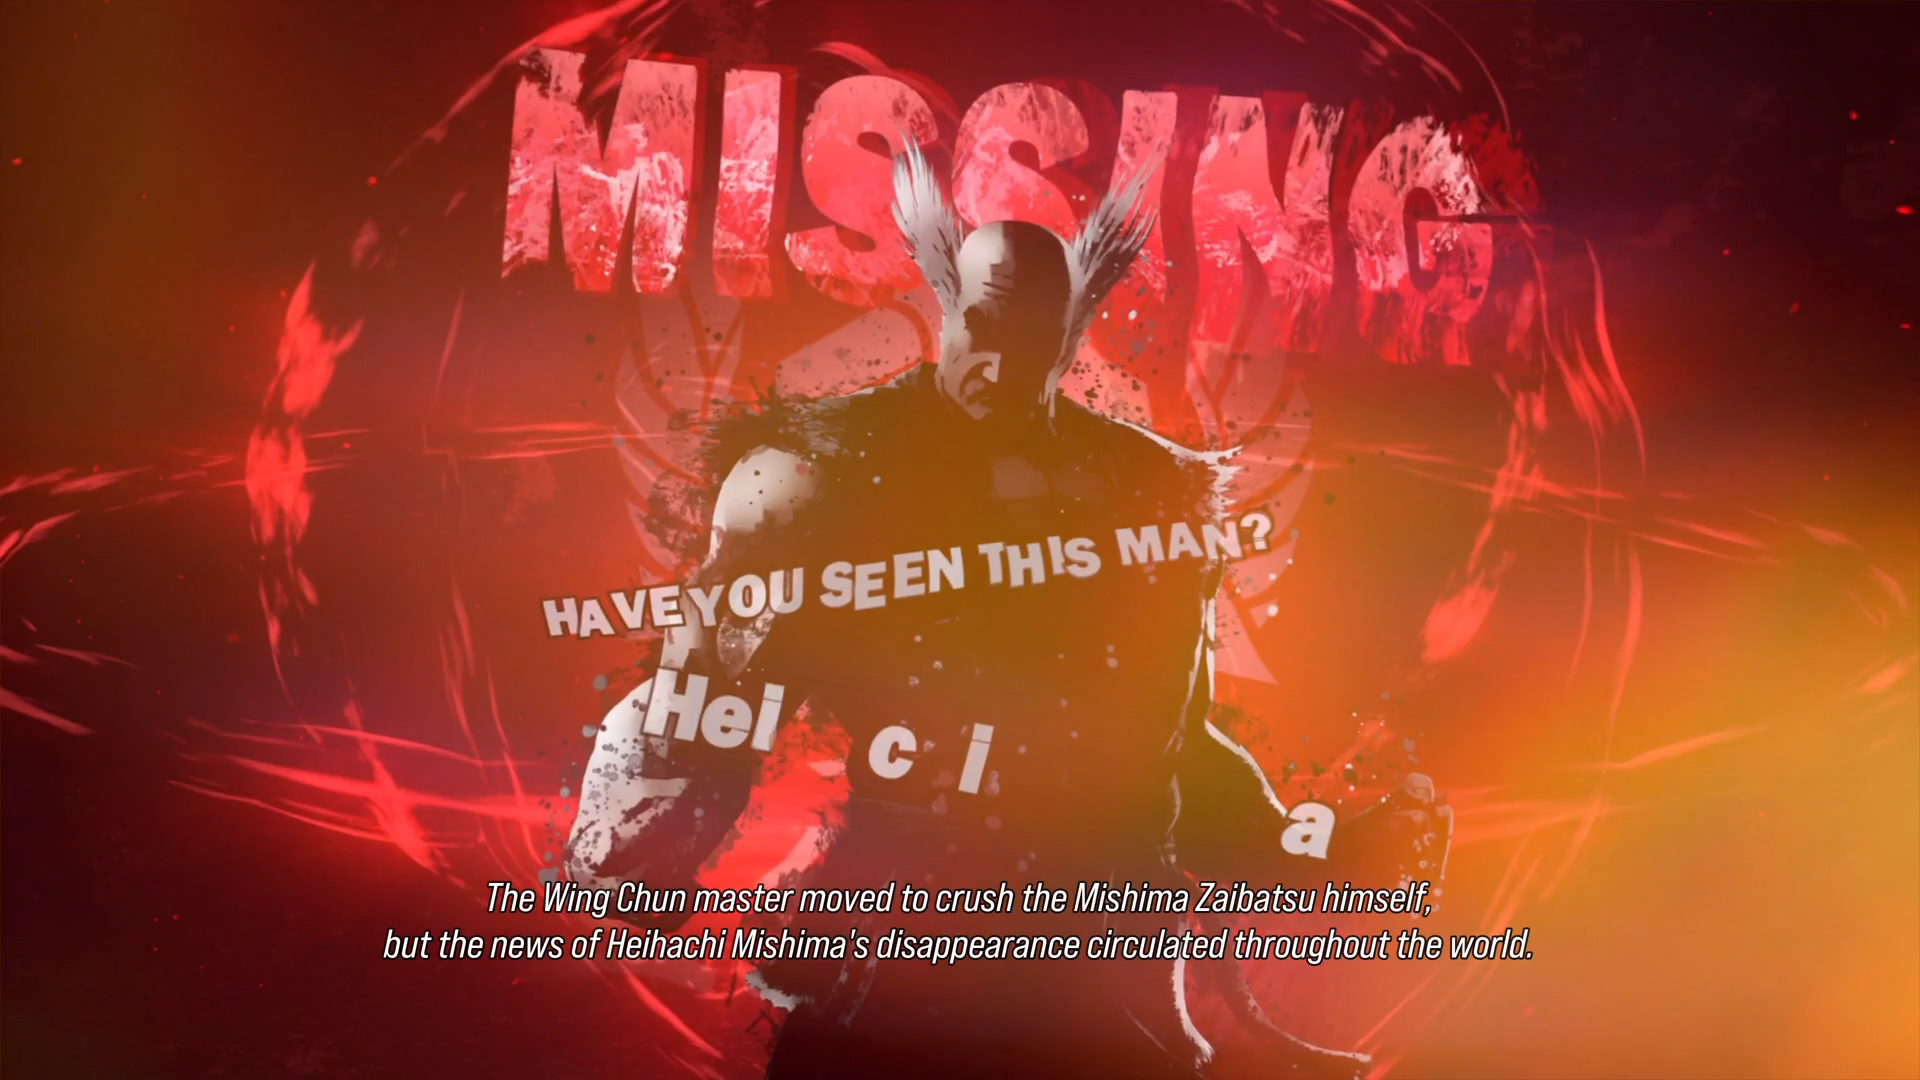 MISSING
HAVE YOU SEEN THIS MAN?
Hei c i a
The Wing Chun master moved to crush the Mishima Zaibatsu himself,
but the news of Heihachi Mishima's disappearance circulated throughout the world.